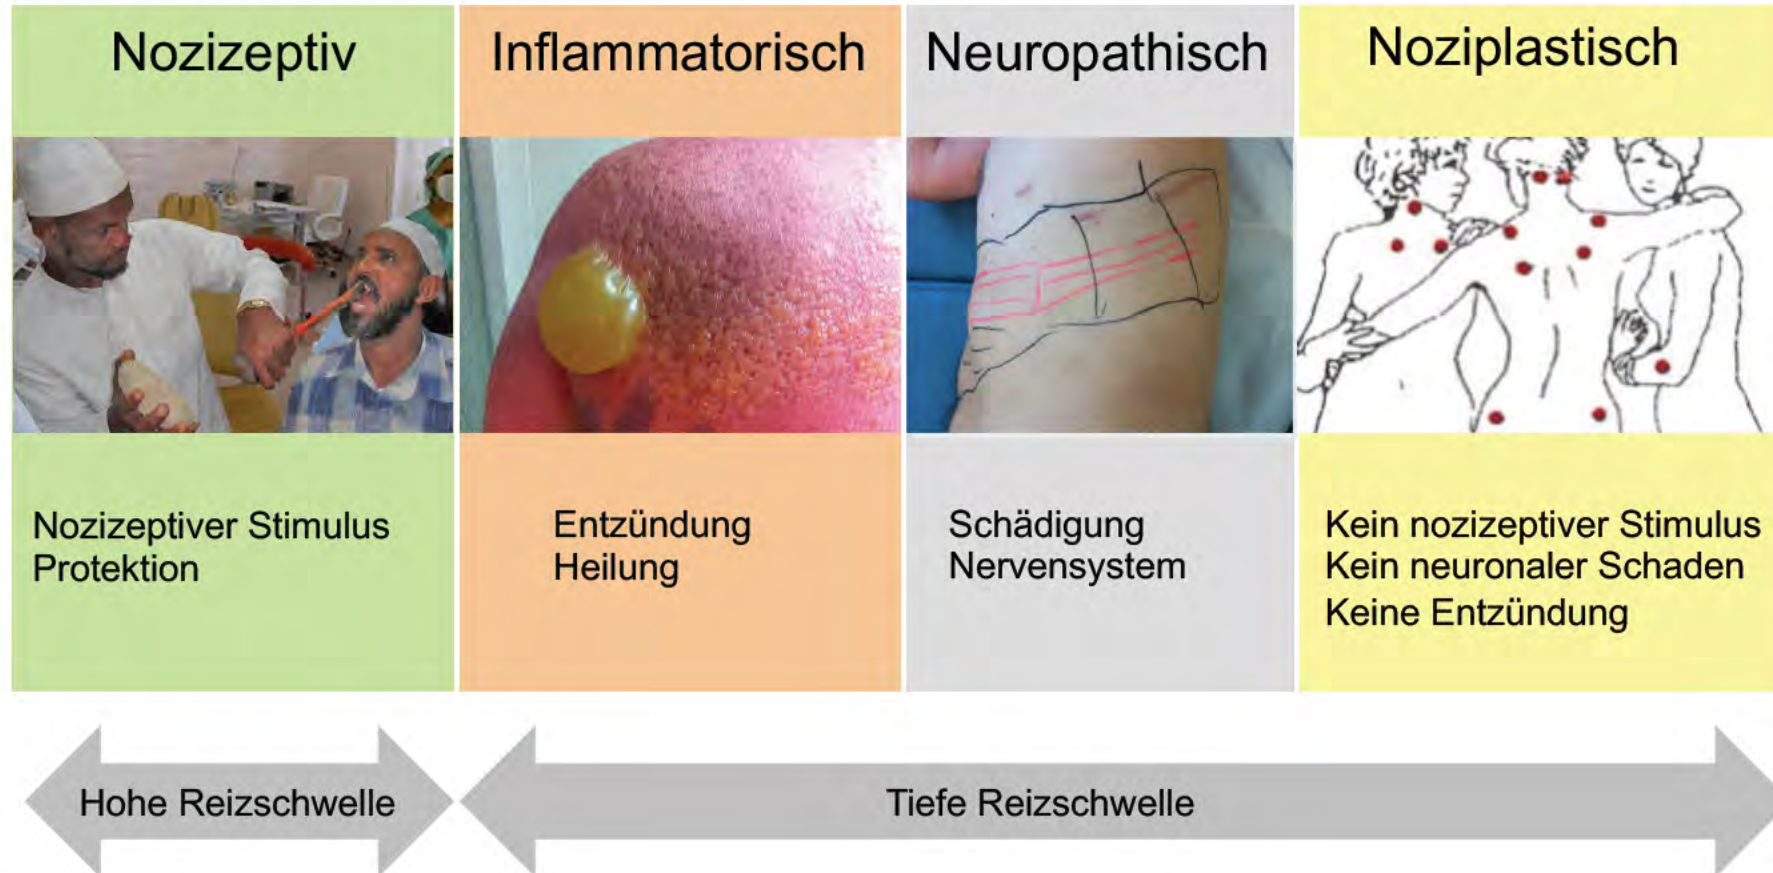 Nozizeptiv
Inflammatorisch
Neuropathisch
Noziplastisch
Nozizeptiver Stimulus
Protektion
Entzündung
Heilung
Schädigung
Nervensystem
Kein nozizeptiver Stimulus
Kein neuronaler Schaden
Keine Entzündung
Hohe Reizschwelle
Tiefe Reizschwelle